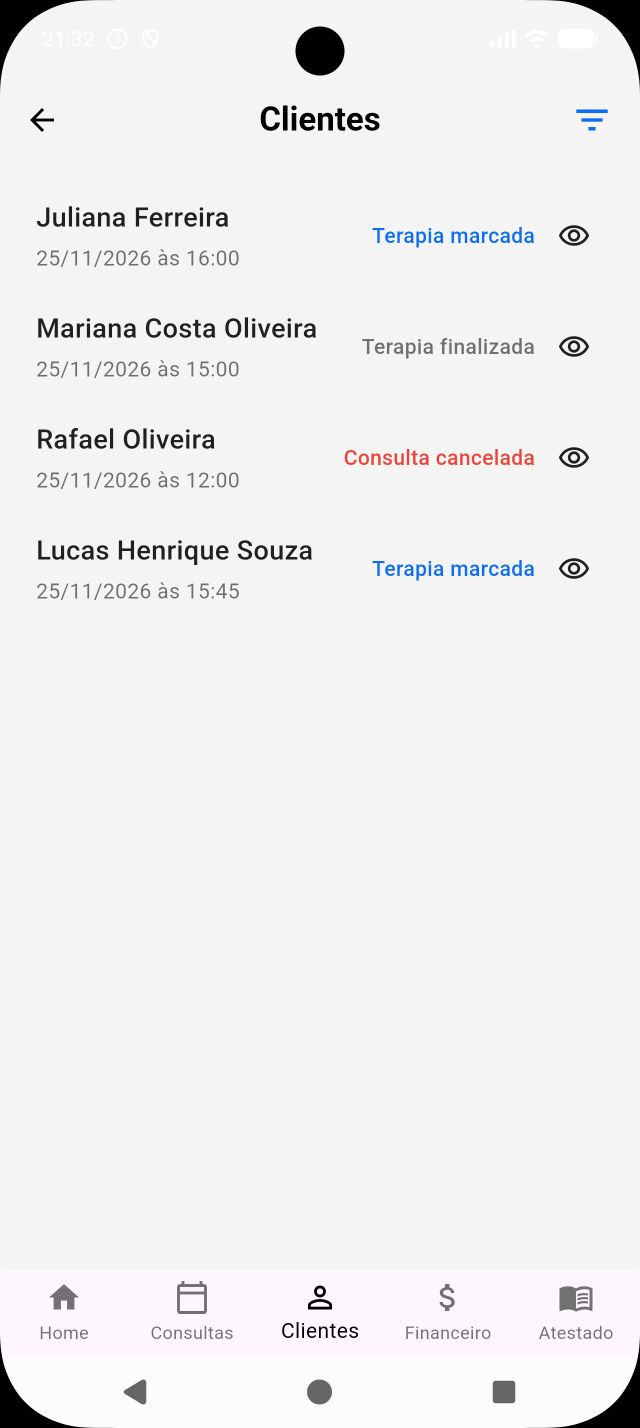 21:32
Clientes
Juliana Ferreira
25/11/2026 às 16:00
Terapia marcada
Mariana Costa Oliveira
25/11/2026 às 15:00
Terapia finalizada
Rafael Oliveira
25/11/2026 às 12:00
Consulta cancelada
Lucas Henrique Souza
25/11/2026 às 15:45
Terapia marcada
Home
Consultas
Clientes
Financeiro
Atestado